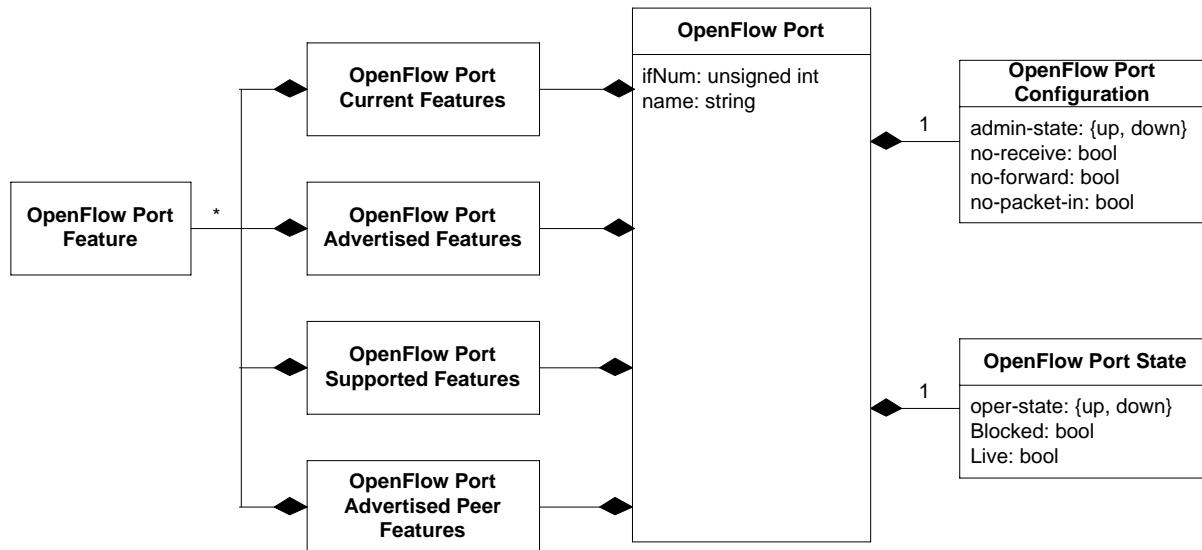 OpenFlow Port
Feature
*
OpenFlow Port
Current Features
OpenFlow Port
Advertised Features
OpenFlow Port
Supported Features
OpenFlow Port
Advertised Peer
Features
OpenFlow Port
ifNum: unsigned int
name: string
1
OpenFlow Port
Configuration
admin-state: {up, down}
no-receive: bool
no-forward: bool
no-packet-in: bool
1
OpenFlow Port State
oper-state: {up, down}
Blocked: bool
Live: bool